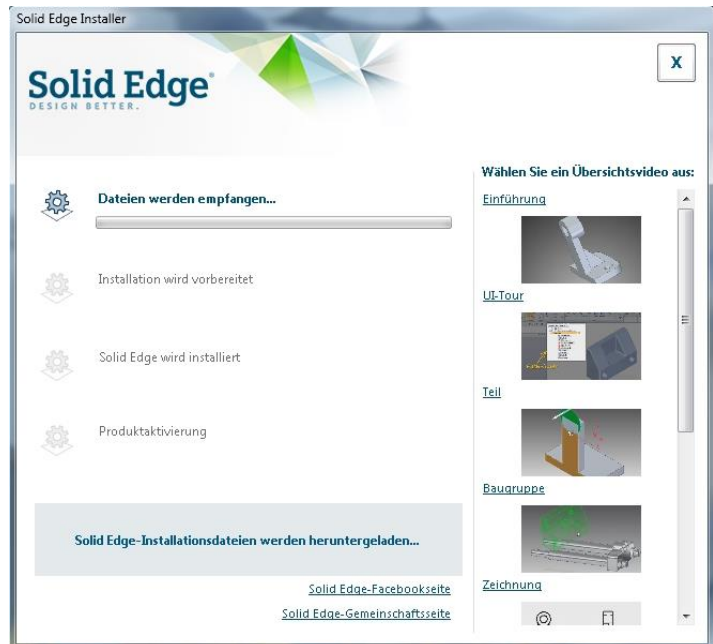 Solid Edge Installer
Solid Edge®
DESIGN BETTER.
X
Dateien werden empfangen...
Installation wird vorbereitet
Solid Edge wird installiert
Produktaktivierung
Solid Edge-Installationsdateien werden heruntergeladen...
Solid Edge-Facebookseite
Solid Edge-Gemeinschaftsseite
Wählen Sie ein Übersichtsvideo aus:
Einführung
UI-Tour
Teil
Baugruppe
Zeichnung